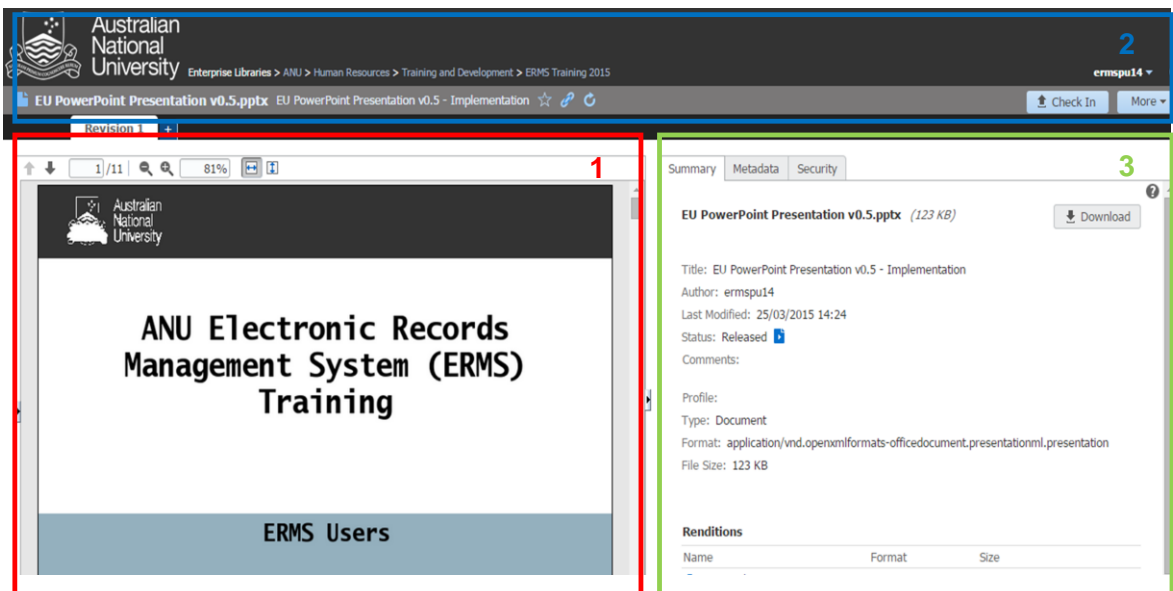 Australian
National
University Enterprise Libraries > ANU > Human Resources > Training and Development > ERMS Training 2015
2
ermspu14
EU PowerPoint Presentation v0.5.pptx EU PowerPoint Presentation v0.5 - Implementation
Check In More
Revision 1 +
1 /11 81%
1
Australian
National
University
ANU Electronic Records
Management System (ERMS)
Training
ERMS Users
Summary Metadata Security
3
?
EU PowerPoint Presentation v0.5.pptx (123 KB)
Download
Title: EU PowerPoint Presentation v0.5 - Implementation
Author: ermspu14
Last Modified: 25/03/2015 14:24
Status: Released
Comments:
Profile:
Type: Document
Format: application/vnd.openxmlformats-officedocument.presentationml.presentation
File Size: 123 KB
Renditions
Name Format Size